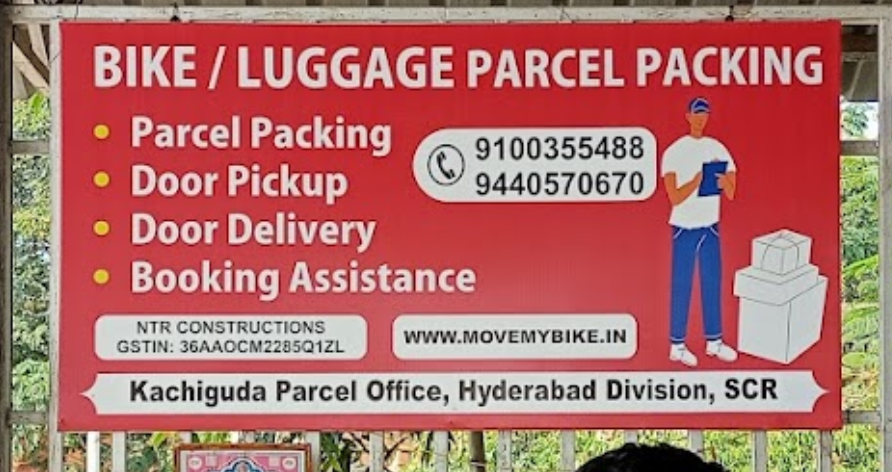 BIKE / LUGGAGE PARCEL PACKING
• Parcel Packing
• Door Pickup
• Door Delivery
• Booking Assistance
9100355488
9440570670
NTR CONSTRUCTIONS
GSTIN: 36AAOCM2285Q1ZL
WWW.MOVEMYBIKE.IN
Kachiguda Parcel Office, Hyderabad Division, SCR